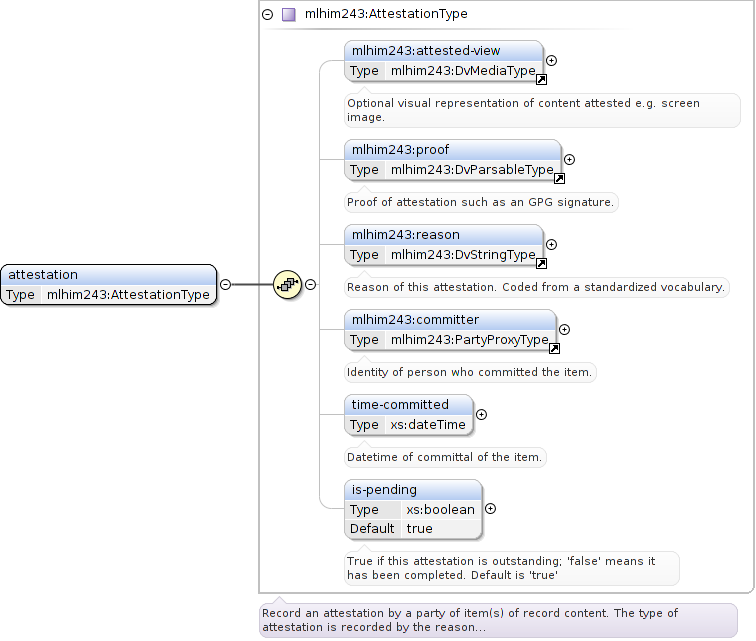 mlhim243:AttestationType
mlhim243:attested-view
Type mlhim243:DvMediaType
Optional visual representation of content attested e.g. screen
image.
mlhim243:proof
Type mlhim243:DvParsableType
Proof of attestation such as an GPG signature.
mlhim243:reason
Type mlhim243:DvStringType
Reason of this attestation. Coded from a standardized vocabulary.
attestation
Type mlhim243:AttestationType
mlhim243:committer
Type mlhim243:PartyProxyType
Identity of person who committed the item.
time-committed
Type xs:dateTime
Datetime of committal of the item.
is-pending
Type xs:boolean
Default true
True if this attestation is outstanding; 'false' means it
has been completed. Default is 'true'
Record an attestation by a party of item(s) of record content. The type of
attestation is recorded by the reason...